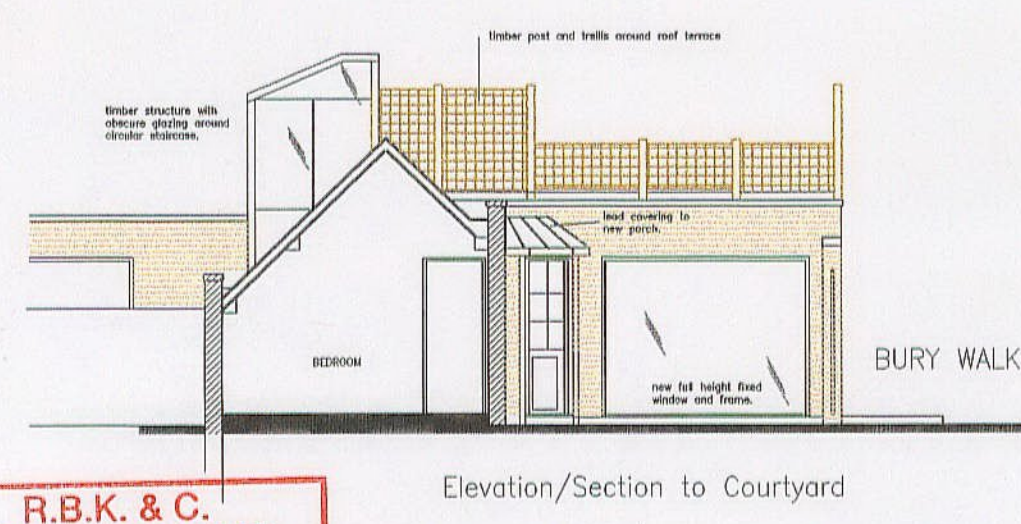 timber post and trellis around roof terrace
timber structure with
obscure glazing around
circular staircase.
lead covering to
new porch.
BEDROOM
new full height fixed
window and frame.
BURY WALK
Elevation/Section to Courtyard
R.B.K. & C.